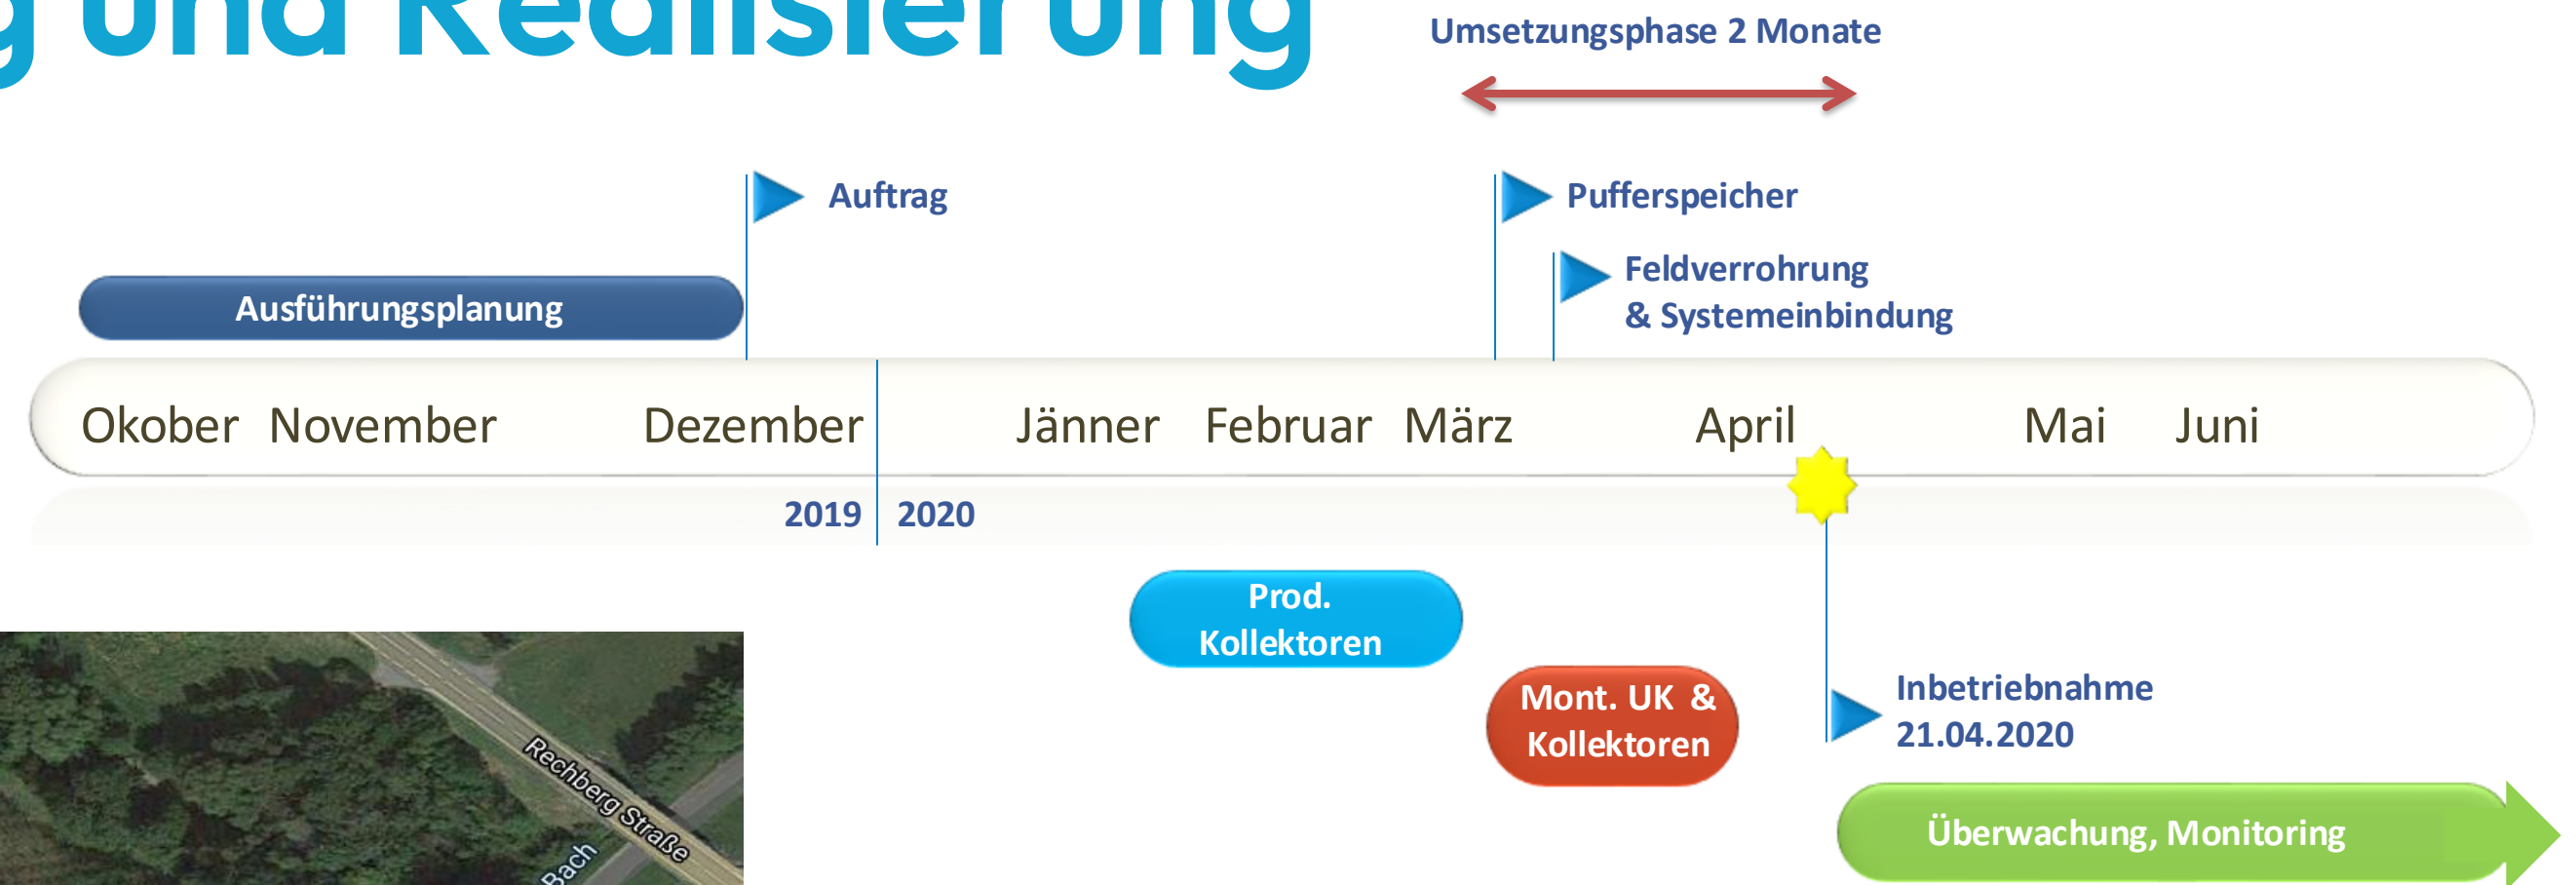 g und Realisierung
Umsetzungsphase 2 Monate
Auftrag
Pufferspeicher
Feldverrohrung
& Systemeinbindung
Ausführungsplanung
Okober November Dezember Jänner Februar März April Mai Juni
2019 2020
Prod.
Kollektoren
Mont. UK &
Kollektoren
Inbetriebnahme
21.04.2020
Überwachung, Monitoring
Rechberg Straße
Bach